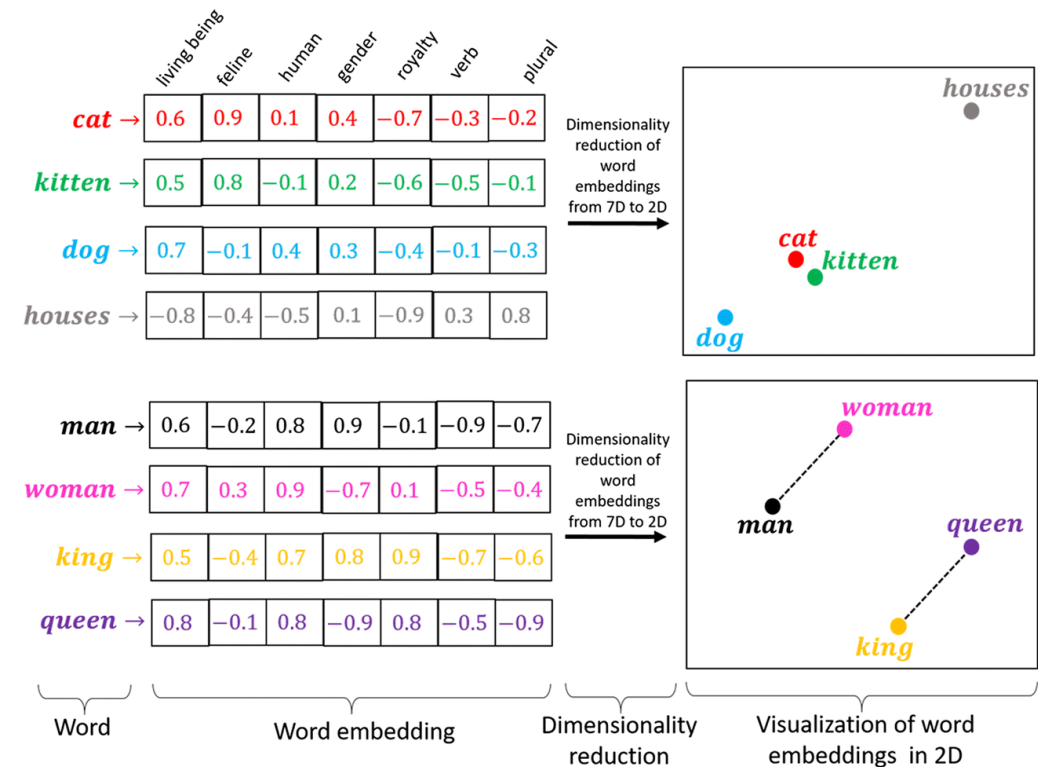 living being feline human gender royalty verb plural
cat → 0.6 0.9 0.1 0.4 −0.7 −0.3 −0.2
kitten → 0.5 0.8 −0.1 0.2 −0.6 −0.5 −0.1
dog → 0.7 −0.1 0.4 0.3 −0.4 −0.1 −0.3
houses → −0.8 −0.4 −0.5 0.1 −0.9 0.3 0.8
Dimensionality
reduction of
word
embeddings
from 7D to 2D
houses
cat
kitten
dog
man → 0.6 −0.2 0.8 0.9 −0.1 −0.9 −0.7
woman → 0.7 0.3 0.9 −0.7 0.1 −0.5 −0.4
king → 0.5 −0.4 0.7 0.8 0.9 −0.7 −0.6
queen → 0.8 −0.1 0.8 −0.9 0.8 −0.5 −0.9
Dimensionality
reduction of
word
embeddings
from 7D to 2D
woman
man
queen
king
Word
Word embedding
Dimensionality
reduction
Visualization of word
embeddings in 2D